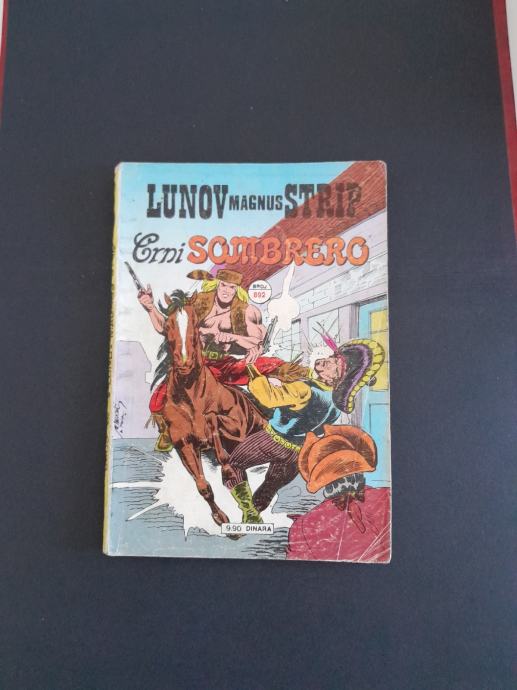 LUNOV MAGNUS STRIP
Crni SOMBRERO
BROJ
892
9.90 DINARA